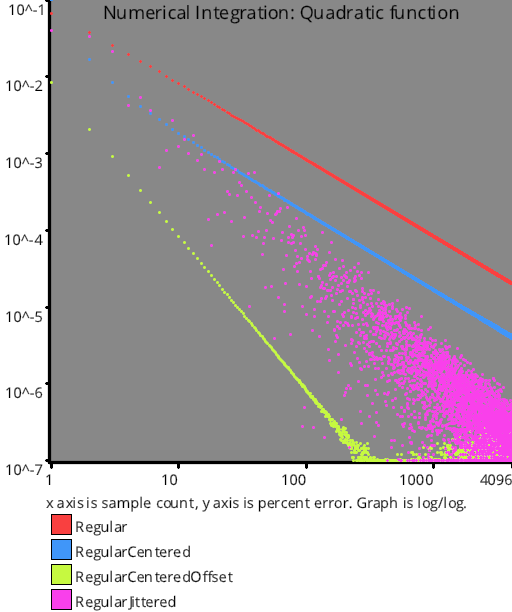 Numerical Integration: Quadratic function
10^-1
10^-2
10^-3
10^-4
10^-5
10^-6
10^-7
1 10 100 1000 4096
x axis is sample count, y axis is percent error. Graph is log/log.
Regular
RegularCentered
RegularCenteredOffset
RegularJittered